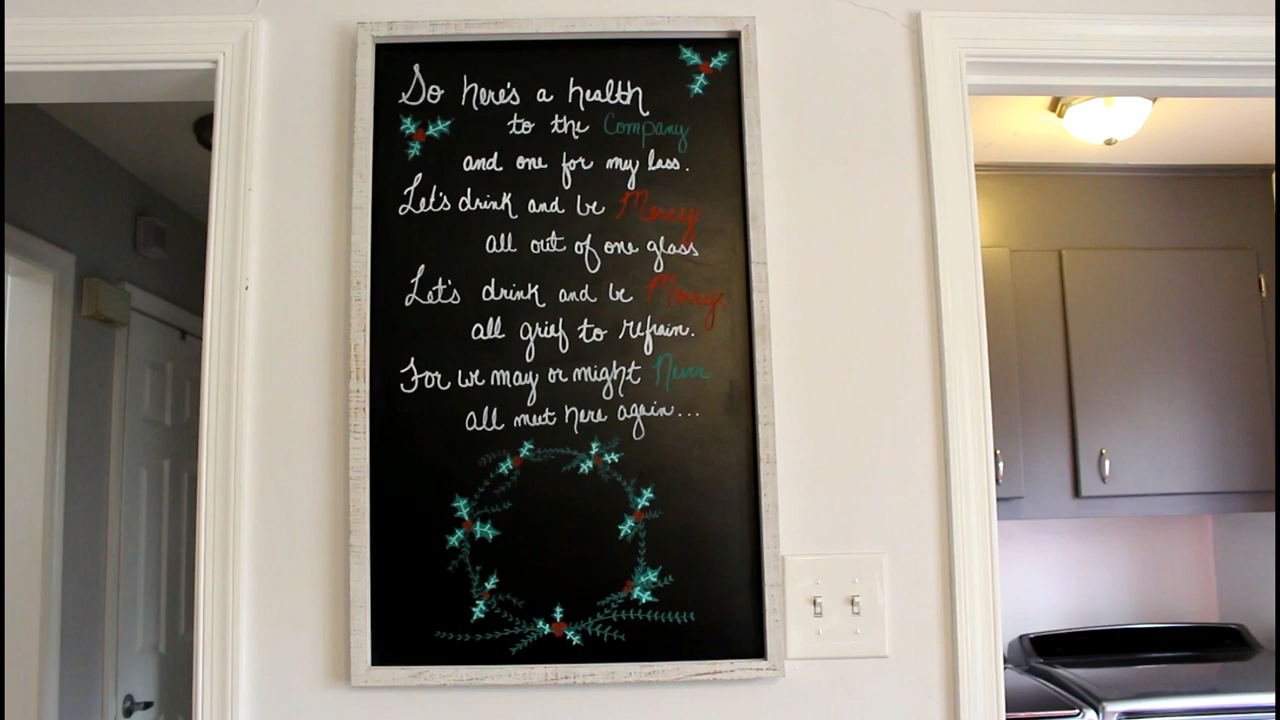 So here's a health
to the Company
and one for my lass.
Let's drink and be Merry
all out of one glass
Let's drink and be Merry.
all grief to refrain.
For we may or might Never
all meet here again...